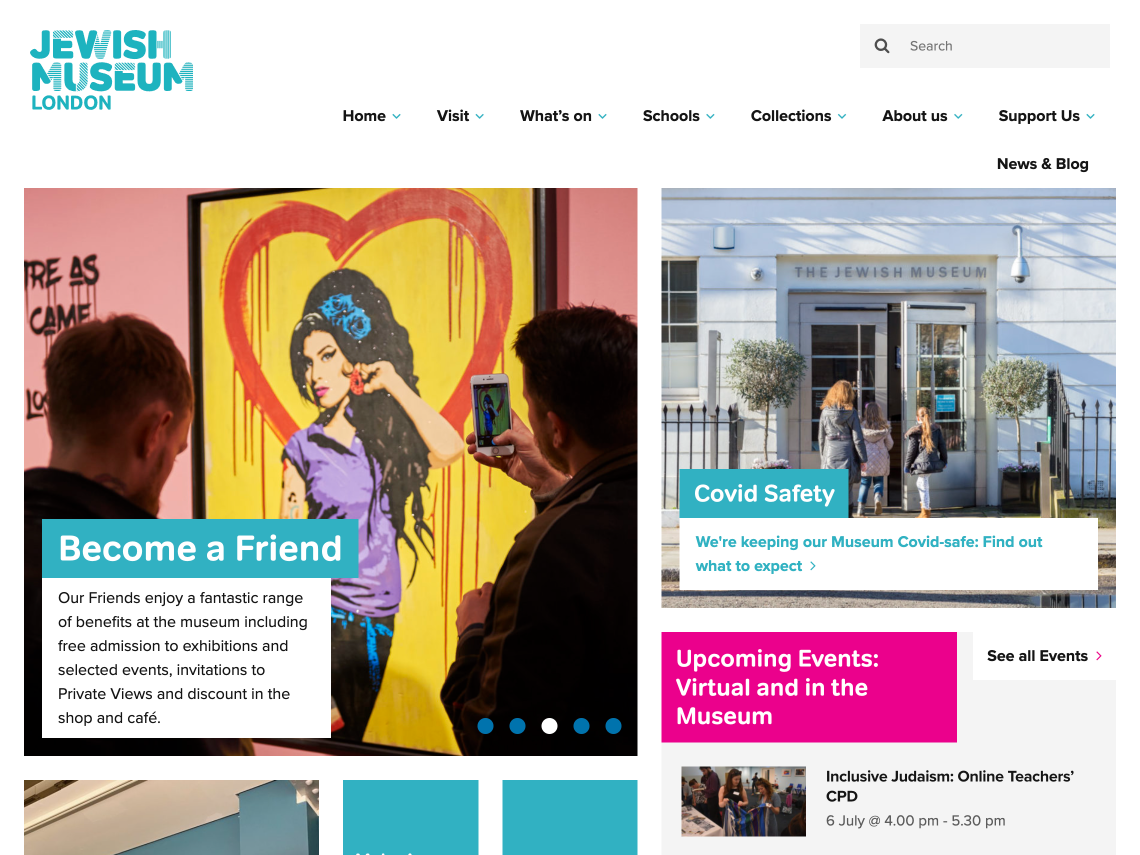 JEWISH
MUSEUM
LONDON
Search
Home
Visit
What's on
Schools
Collections
About us
Support Us
News & Blog
RE AS
CAME
THE JEWISH MUSEUM
Become a Friend
Our Friends enjoy a fantastic range
of benefits at the museum including
free admission to exhibitions and
selected events, invitations to
Private Views and discount in the
shop and café.
Covid Safety
We're keeping our Museum Covid-safe: Find out
what to expect
Upcoming Events:
Virtual and in the
Museum
See all Events
Inclusive Judaism: Online Teachers’
CPD
6 July @ 4.00 pm - 5.30 pm